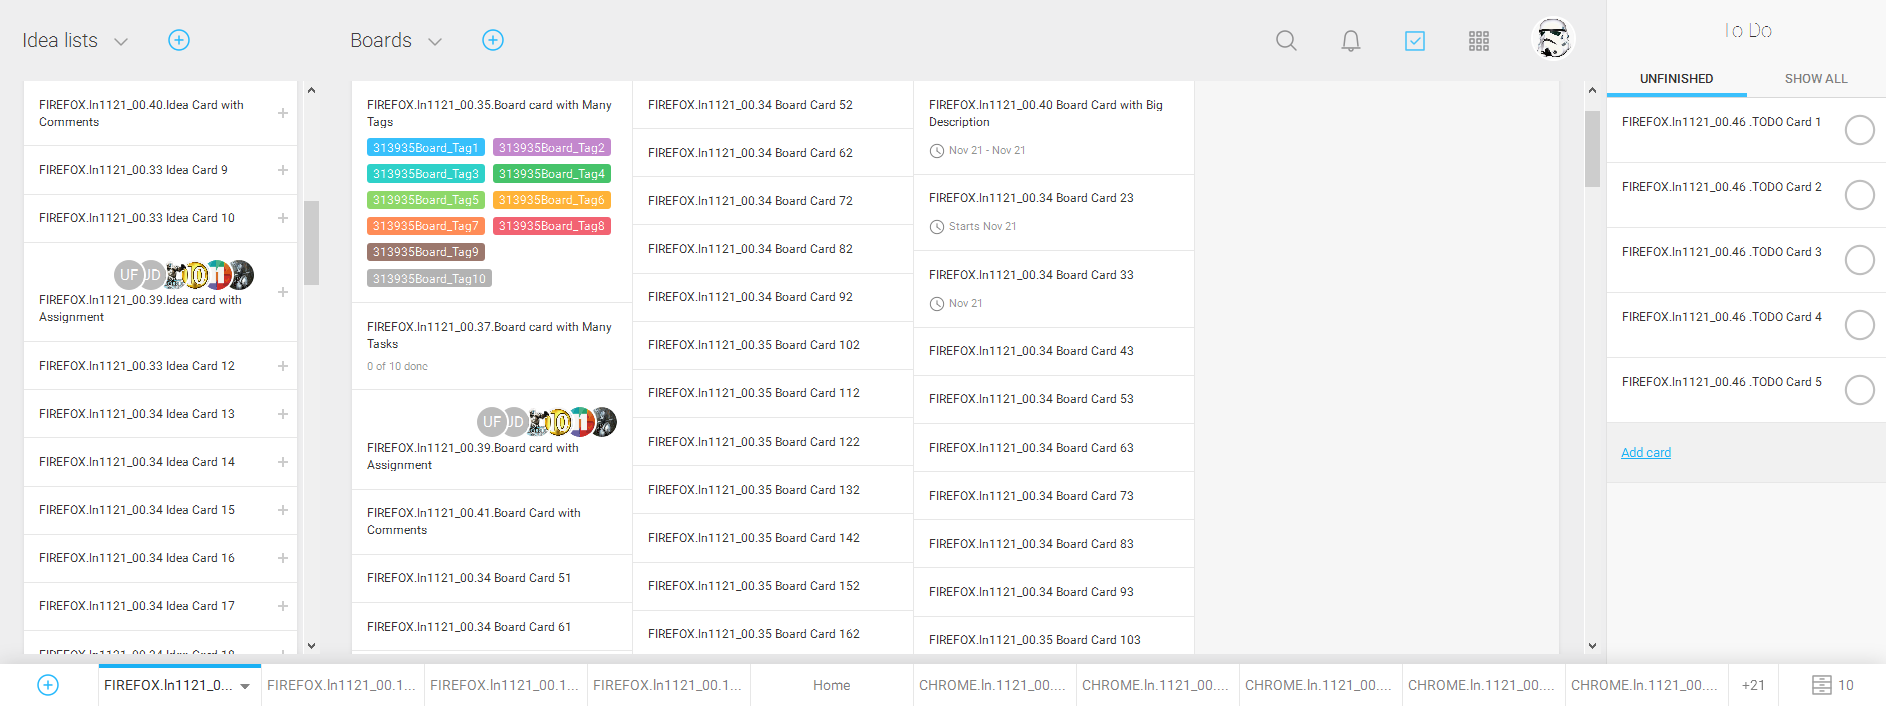 Idea lists
Boards
To Do
UNFINISHED
SHOW ALL
FIREFOX.In1121_00.40.Idea Card with
Comments
FIREFOX.In1121_00.33 Idea Card 9
FIREFOX.In1121_00.33 Idea Card 10
UF
JD
10
n
FIREFOX.In1121_00.39.Idea card with
Assignment
FIREFOX.In1121_00.33 Idea Card 12
FIREFOX.In1121_00.34 Idea Card 13
FIREFOX.In1121_00.34 Idea Card 14
FIREFOX.In1121_00.34 Idea Card 15
FIREFOX.In1121_00.34 Idea Card 16
FIREFOX.In1121_00.34 Idea Card 17
FIREFOX.In1121_00.34 Idea Card 18
FIREFOX.In1121_00.35.Board card with Many
Tags
313935Board_Tag1
313935Board_Tag2
313935Board_Tag3
313935Board_Tag4
313935Board_Tag5
313935Board_Tag6
313935Board_Tag7
313935Board_Tag8
313935Board_Tag9
313935Board_Tag10
FIREFOX.In1121_00.37.Board card with Many
Tasks
0 of 10 done
UF
JD
10
n
FIREFOX.In1121_00.39.Board card with
Assignment
FIREFOX.In1121_00.41.Board Card with
Comments
FIREFOX.In1121_00.34 Board Card 51
FIREFOX.In1121_00.34 Board Card 61
FIREFOX.In1121_00.34 Board Card 52
FIREFOX.In1121_00.34 Board Card 62
FIREFOX.In1121_00.34 Board Card 72
FIREFOX.In1121_00.34 Board Card 82
FIREFOX.In1121_00.34 Board Card 92
FIREFOX.In1121_00.35 Board Card 102
FIREFOX.In1121_00.35 Board Card 112
FIREFOX.In1121_00.35 Board Card 122
FIREFOX.In1121_00.35 Board Card 132
FIREFOX.In1121_00.35 Board Card 142
FIREFOX.In1121_00.35 Board Card 152
FIREFOX.In1121_00.35 Board Card 162
FIREFOX.In1121_00.40 Board Card with Big
Description
Nov 21 - Nov 21
FIREFOX.In1121_00.34 Board Card 23
Starts Nov 21
FIREFOX.In1121_00.34 Board Card 33
Nov 21
FIREFOX.In1121_00.34 Board Card 43
FIREFOX.In1121_00.34 Board Card 53
FIREFOX.In1121_00.34 Board Card 63
FIREFOX.In1121_00.34 Board Card 73
FIREFOX.In1121_00.34 Board Card 83
FIREFOX.In1121_00.34 Board Card 93
FIREFOX.In1121_00.35 Board Card 103
FIREFOX.In1121_00.46 .TODO Card 1
FIREFOX.In1121_00.46 .TODO Card 2
FIREFOX.In1121_00.46 .TODO Card 3
FIREFOX.In1121_00.46 .TODO Card 4
FIREFOX.In1121_00.46 .TODO Card 5
Add card
FIREFOX.In1121_0...
FIREFOX.In1121_00.1...
FIREFOX.In1121_00.1...
FIREFOX.In1121_00.1...
Home
CHROME.In.1121_00....
CHROME.In.1121_00....
CHROME.In.1121_00....
CHROME.In.1121_00....
CHROME.In.1121_00....
+21
10